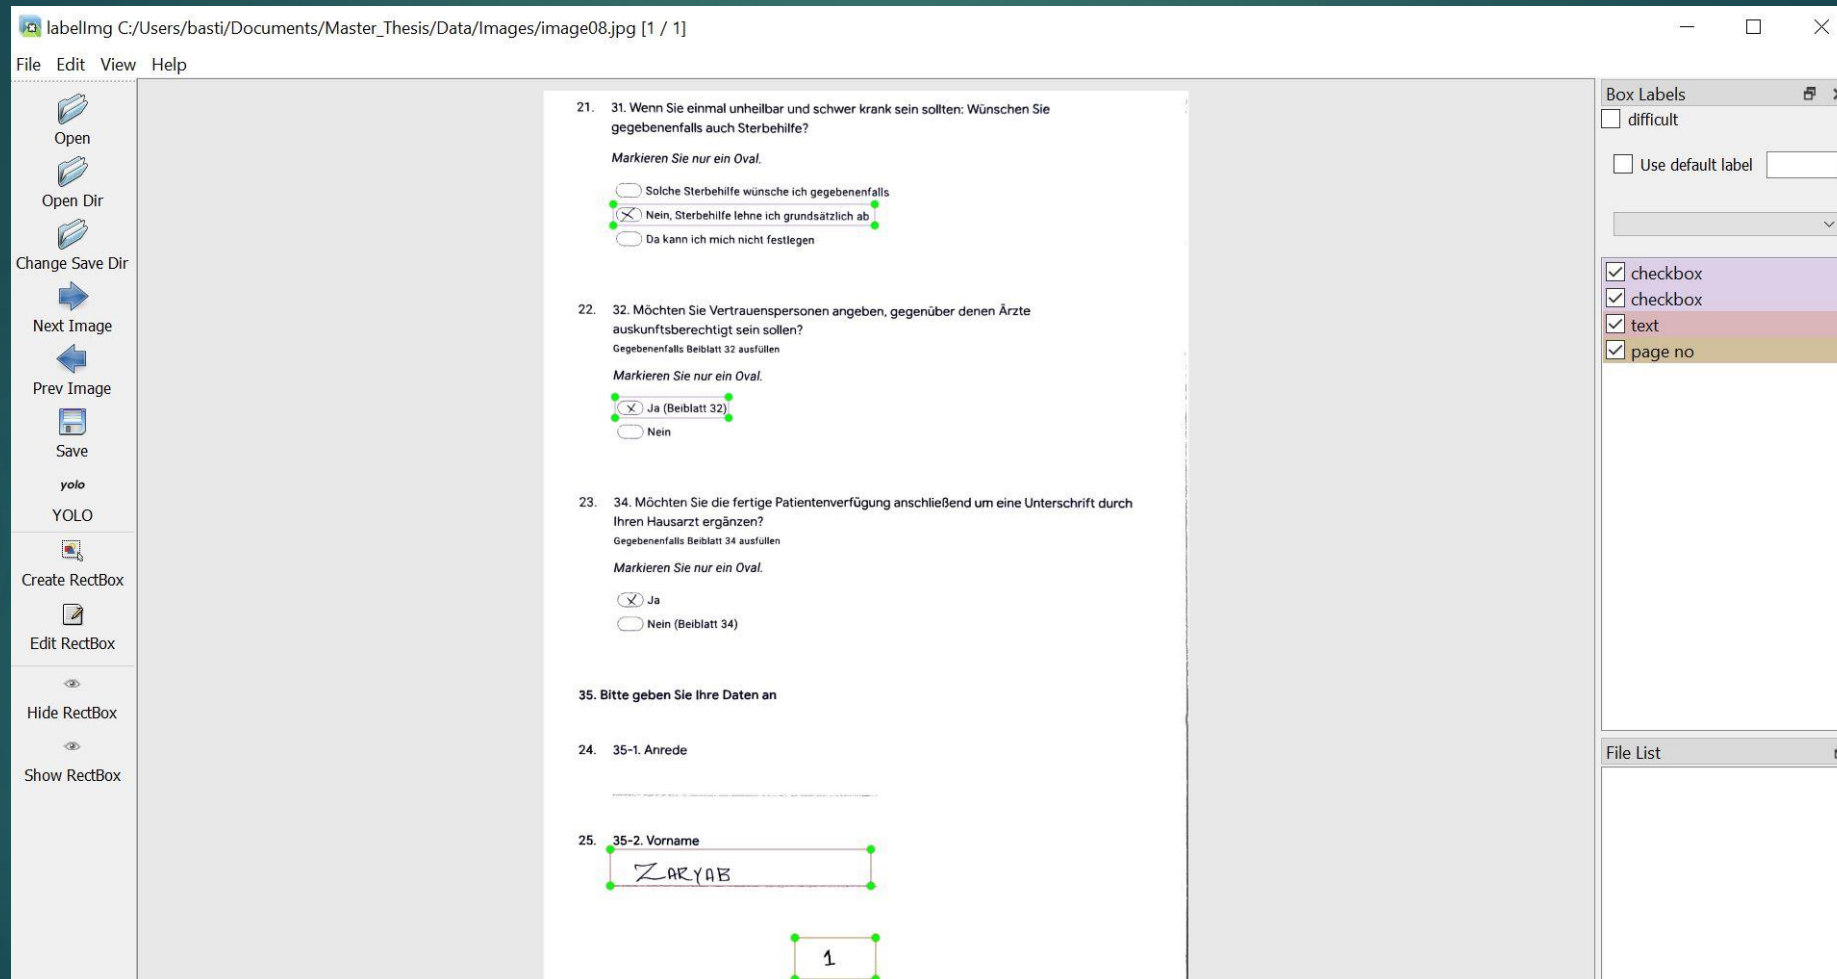 labelImg C:/Users/basti/Documents/Master_Thesis/Data/Images/image08.jpg [1 / 1]
File Edit View Help
Open
Open Dir
Change Save Dir
Next Image
Prev Image
Save
yolo
YOLO
Create RectBox
Edit RectBox
Hide RectBox
Show RectBox
21. 31. Wenn Sie einmal unheilbar und schwer krank sein sollten: Wünschen Sie
gegebenenfalls auch Sterbehilfe?
Markieren Sie nur ein Oval.
Solche Sterbehilfe wünsche ich gegebenenfalls
Nein, Sterbehilfe lehne ich grundsätzlich ab
Da kann ich mich nicht festlegen
22. 32. Möchten Sie Vertrauenspersonen angeben, gegenüber denen Ärzte
auskunftsberechtigt sein sollen?
Gegebenenfalls Beiblatt 32 ausfüllen
Markieren Sie nur ein Oval.
Ja (Beiblatt 32)
Nein
23. 34. Möchten Sie die fertige Patientenverfügung anschließend um eine Unterschrift durch
Ihren Hausarzt ergänzen?
Gegebenenfalls Beiblatt 34 ausfüllen
Markieren Sie nur ein Oval.
Ja
Nein (Beiblatt 34)
35. Bitte geben Sie Ihre Daten an
24. 35-1. Anrede
25. 35-2. Vorname
ZARYAB
1
Box Labels
difficult
Use default label
checkbox
checkbox
text
page no
File List